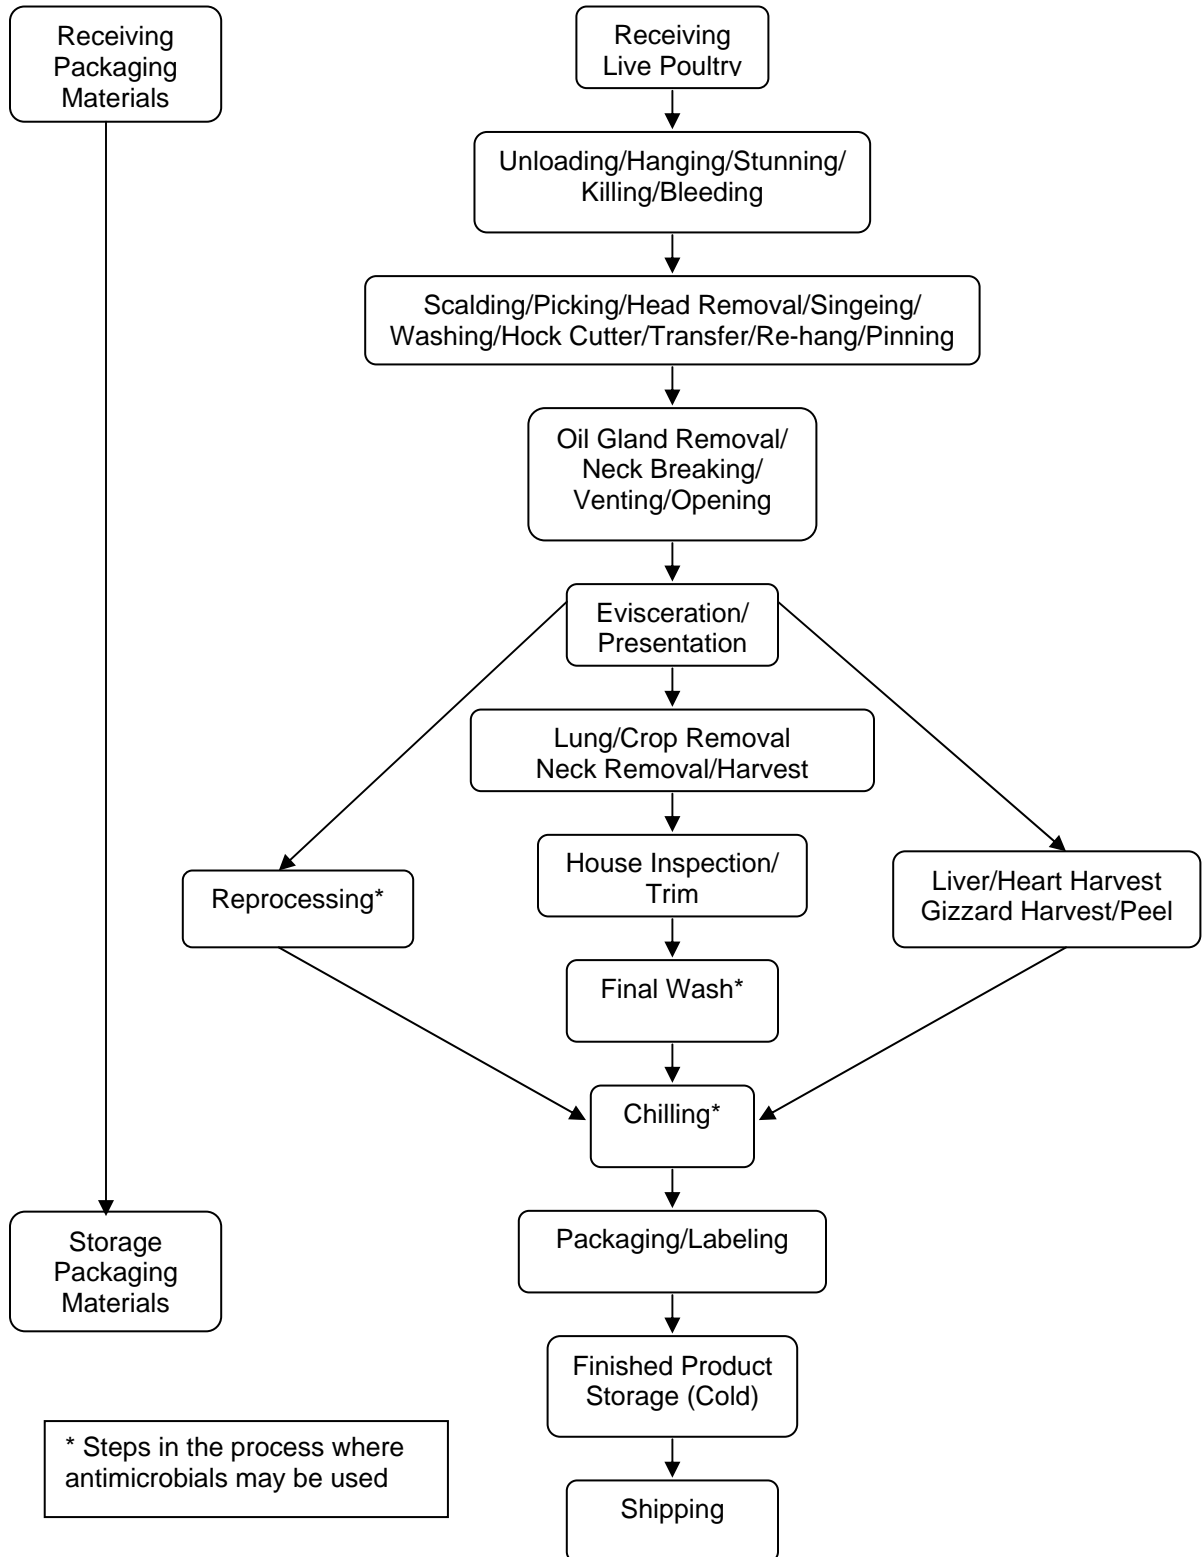 Receiving
Packaging
Materials
Receiving
Live Poultry
Unloading/Hanging/Stunning/
Killing/Bleeding
Scalding/Picking/Head Removal/Singeing/
Washing/Hock Cutter/Transfer/Re-hang/Pinning
Oil Gland Removal/
Neck Breaking/
Venting/Opening
Evisceration/
Presentation
Lung/Crop Removal
Neck Removal/Harvest
Reprocessing*
House Inspection/
Trim
Liver/Heart Harvest
Gizzard Harvest/Peel
Final Wash*
Chilling*
Storage
Packaging
Materials
Packaging/Labeling
Finished Product
Storage (Cold)
* Steps in the process where
antimicrobials may be used
Shipping